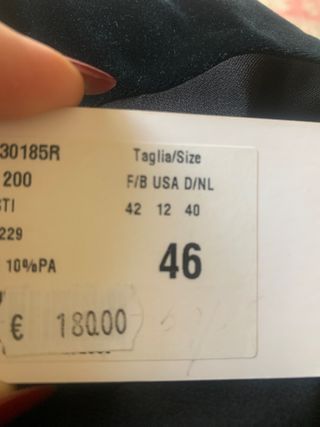 30185R
Taglia/Size
200
F/B USA D/NL
STI
42 12 40
229
46
10%PA
€ 180.00